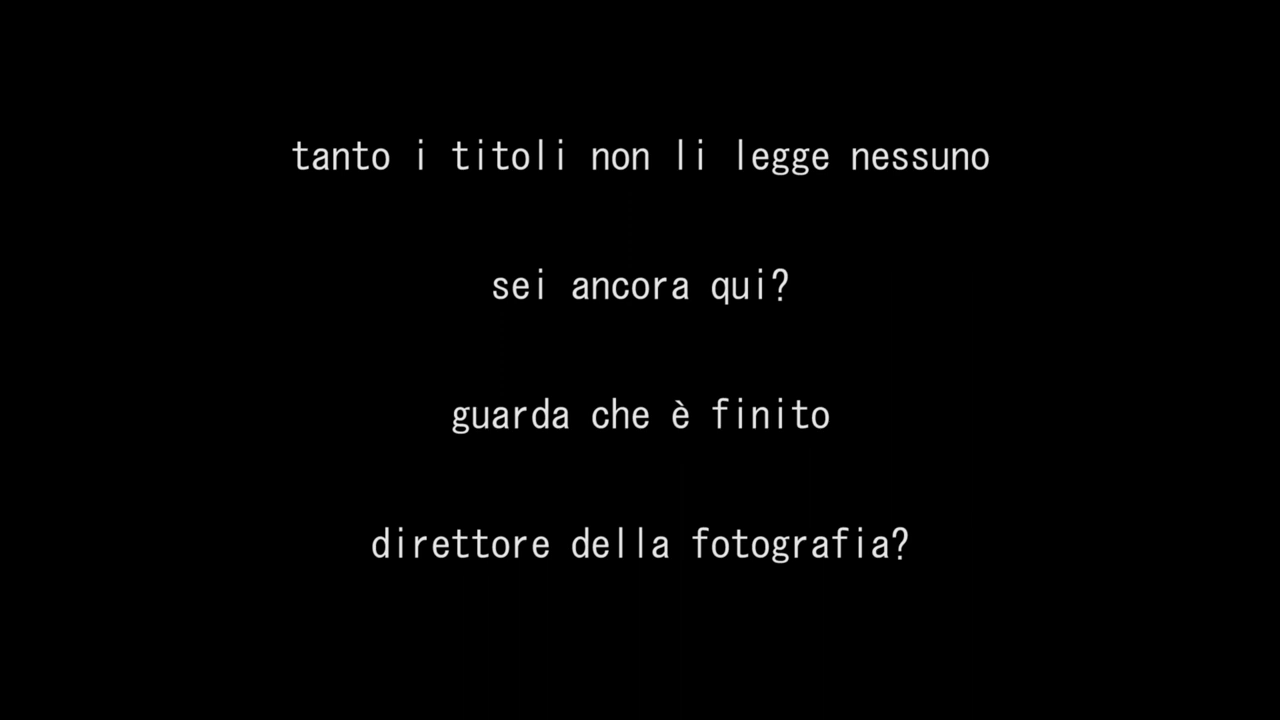 tanto i titoli non li legge nessuno
sei ancora qui?
guarda che è finito
direttore della fotografia?